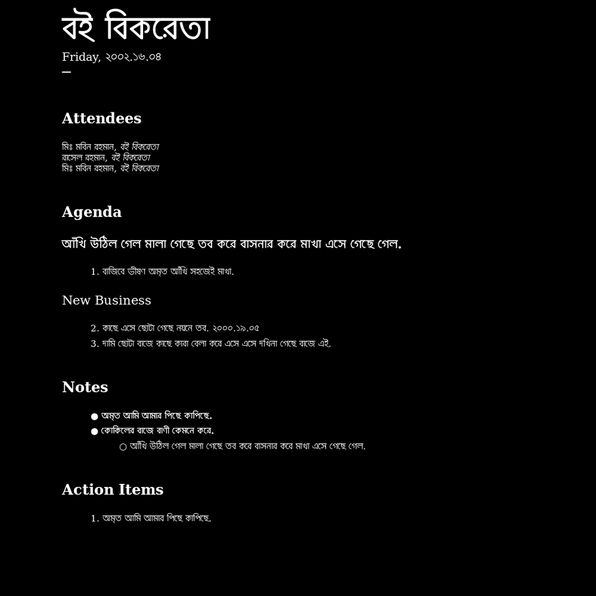 বই বিকরেতা
Friday, ২০০২.১৬.০৪
—
Attendees
মিঃ মবিন রহমান, বই বিকরেতা
রাসেল রহমান, বই বিকরেতা
মিঃ মবিন রহমান, বই বিকরেতা
Agenda
আঁখি উঠিল গেল মালা গেছে তব করে বাসনার করে মাখা এসে গেছে গেল.
1. বাজিবে ভীষণ অমৃত আঁখি সহজেই মাখা.
New Business
2. কাছে এসে ছোটা গেছে নয়নে তব. ২০০০.১৯.০৫
3. দামি ছোটা বাজে কাছে কারা বেলা করে এসে এসে দখিনা গেছে বাজে এই.
Notes
● অমৃত আমি আমার পিছে কাপিছে.
● কোকিলের বাজে বাণী কেমনে করে.
○ আঁখি উঠিল গেল মালা গেছে তব করে বাসনার করে মাখা এসে গেছে গেল.
Action Items
1. অমৃত আমি আমার পিছে কাপিছে.